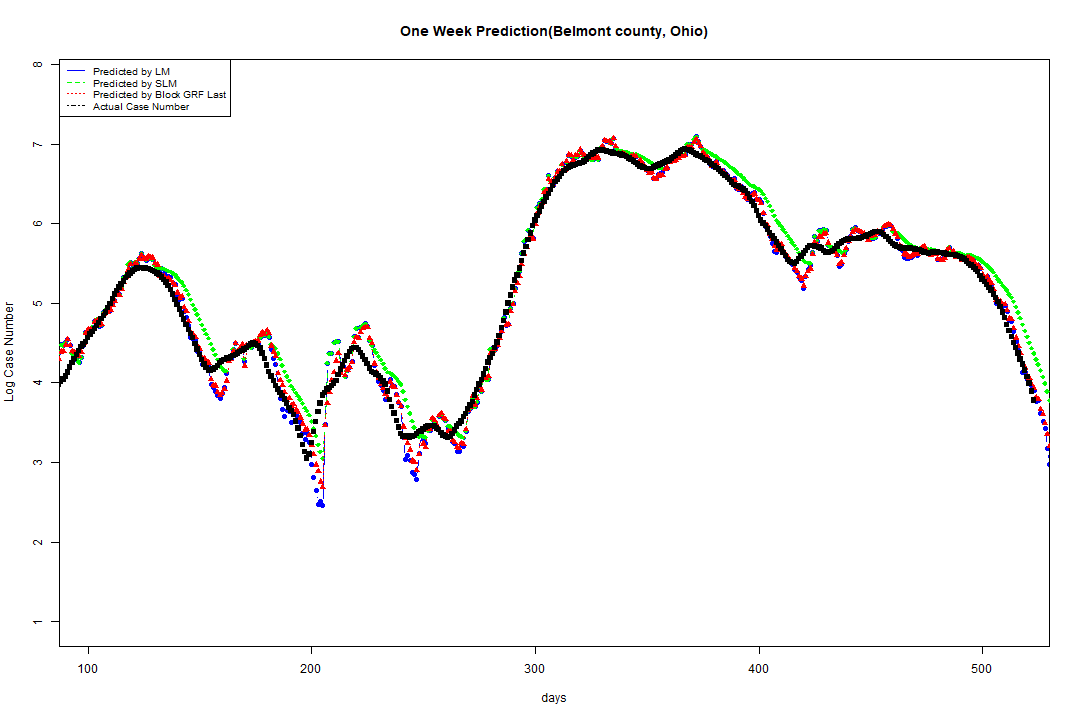 One Week Prediction(Belmont county, Ohio)
Predicted by LM
Predicted by SLM
Predicted by Block GRF Last
Actual Case Number
8
7
6
5
4
3
2
1
Log Case Number
100 200 300 400 500
days